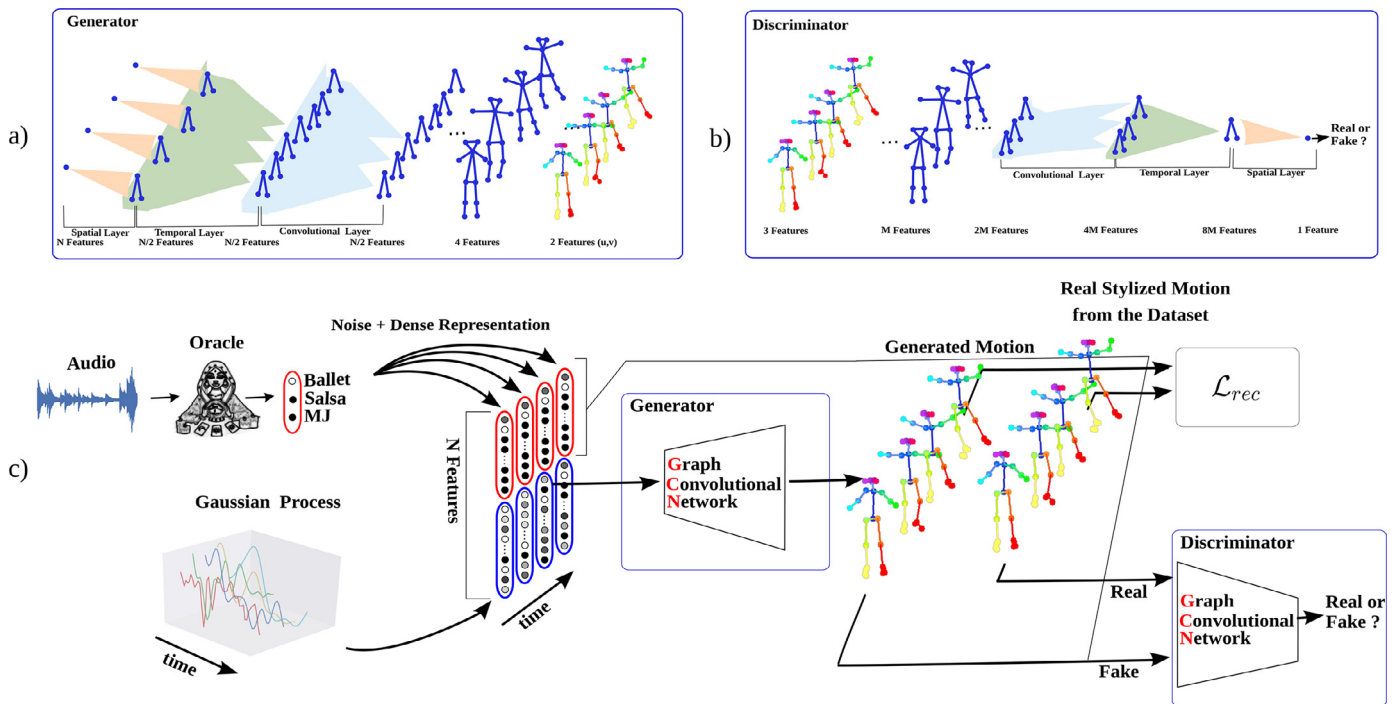 a)
Generator
...
...
Spatial Layer
Temporal Layer
Convolutional Layer
N Features
N/2 Features
N/2 Features
N/2 Features
4 Features
2 Features (u,v)
b)
Discriminator
...
...
Real or
Fake ?
Convolutional Layer
Temporal Layer
Spatial Layer
3 Features
M Features
2M Features
4M Features
8M Features
1 Feature
c)
Audio
Oracle
Ballet
Salsa
MJ
Noise + Dense Representation
N Features
time
Gaussian Process
time
Generator
Graph
Convolutional
Network
Generated Motion
Real Stylized Motion
from the Dataset
ℒrec
Real
Fake
Discriminator
Graph
Convolutional
Network
Real or
Fake ?